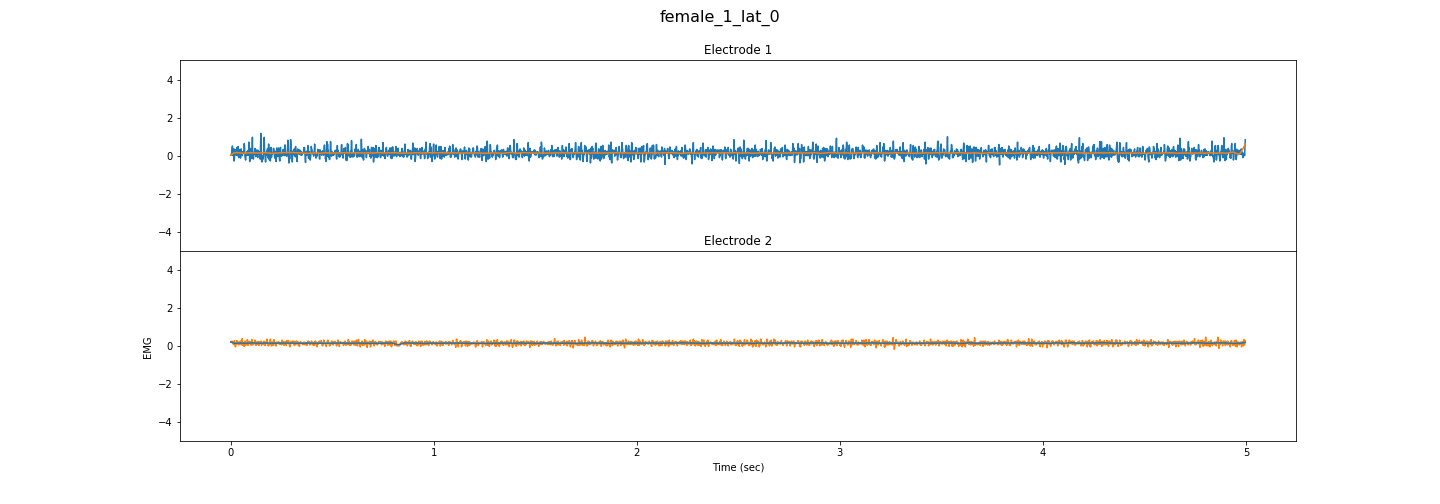 female_1_lat_0
Electrode 1
4
2
0
−2
−4
Electrode 2
4
2
0
−2
−4
EMG
0 1 2 3 4 5
Time (sec)